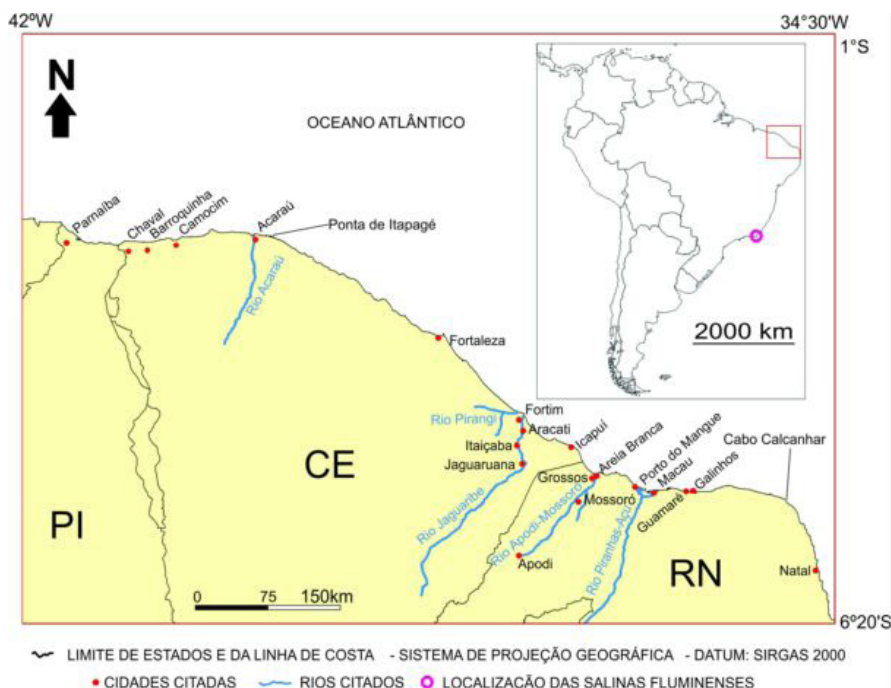 42ºW
34°30'W
1°S
N
OCEANO ATLÂNTICO
2000 km
Parnaíba
Chaval
Barroquinha
Camocim
Acaraú
Ponta de Itapagé
Rio Acaraú
Fortaleza
Rio Pirangi
Fortim
Aracati
Itaiçaba
Jaguaruana
Icapuí
Rio Jaguaribe
CE
PI
Grossos
Areia Branca
Porto do Mangue
Macau
Cabo Calcanhar
Mossoró
Guamaré
Galinhos
Rio Apodi-Mossoró
Rio Piranhas-Açu
Apodi
RN
Natal
0 75 150km
6°20'S
LIMITE DE ESTADOS E DA LINHA DE COSTA - SISTEMA DE PROJEÇÃO GEOGRÁFICA - DATUM: SIRGAS 2000
CIDADES CITADAS RIOS CITADOS LOCALIZAÇÃO DAS SALINAS FLUMINENSES